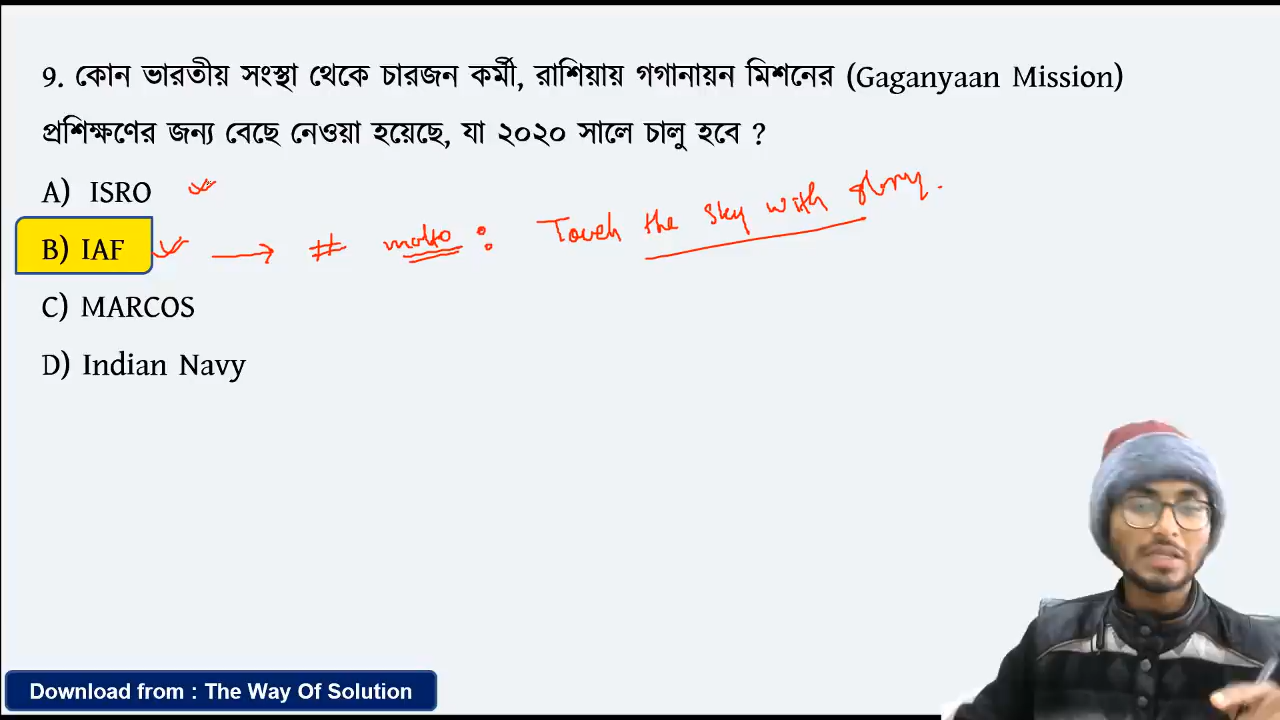 9. কোন ভারতীয় সংস্থা থেকে চারজন কর্মী, রাশিয়ায় গগানায়ন মিশনের (Gaganyaan Mission)
প্রশিক্ষণের জন্য বেছে নেওয়া হয়েছে, যা ২০২০ সালে চালু হবে ?
A) ISRO
B) IAF → # motto : Touch the sky with glory.
C) MARCOS
D) Indian Navy
Download from : The Way Of Solution